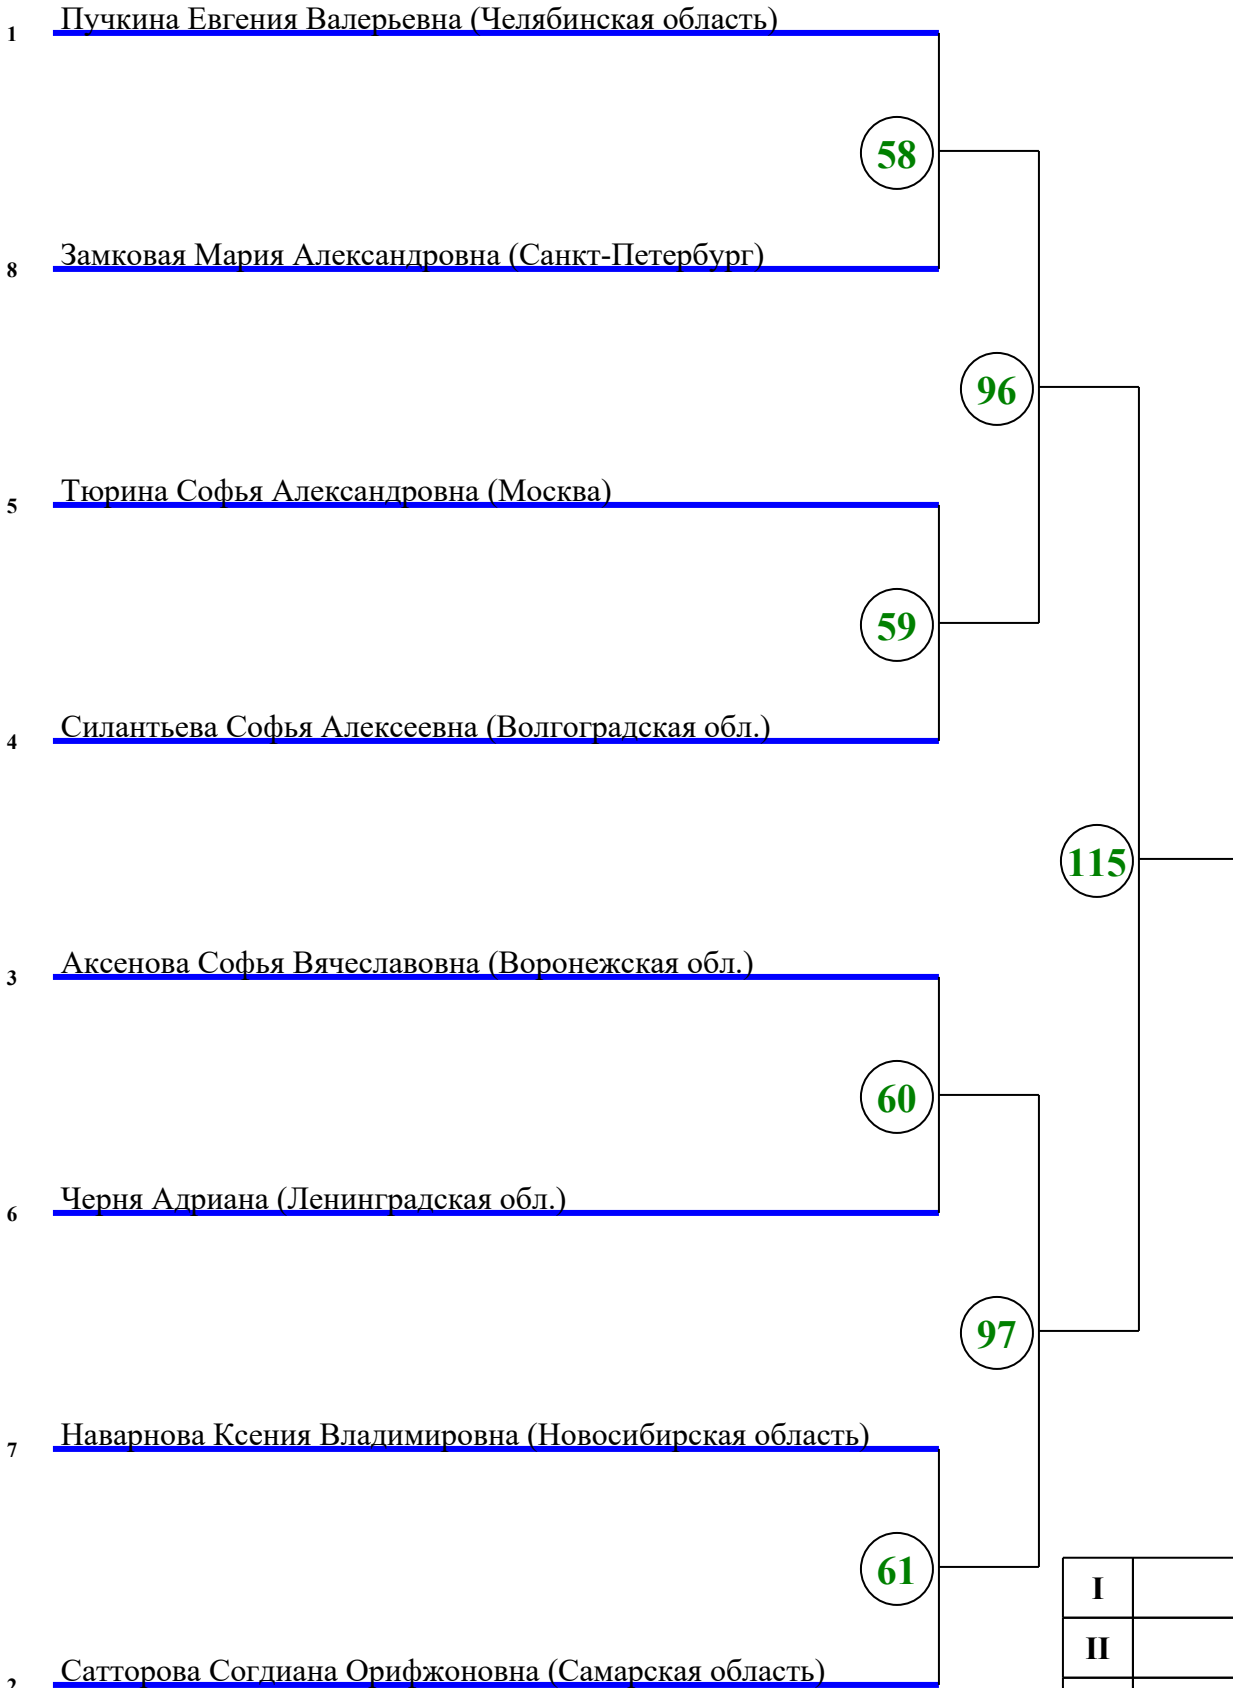 1 Пучкина Евгения Валерьевна (Челябинская область)
58
8 Замковая Мария Александровна (Санкт-Петербург)
96
5 Тюрина Софья Александровна (Москва)
59
4 Силантьева Софья Алексеевна (Волгоградская обл.)
115
3 Аксенова Софья Вячеславовна (Воронежская обл.)
60
6 Черня Адриана (Ленинградская обл.)
97
7 Наварнова Ксения Владимировна (Новосибирская область)
61
I
II
2 Сатторова Согдиана Орифжоновна (Самарская область)